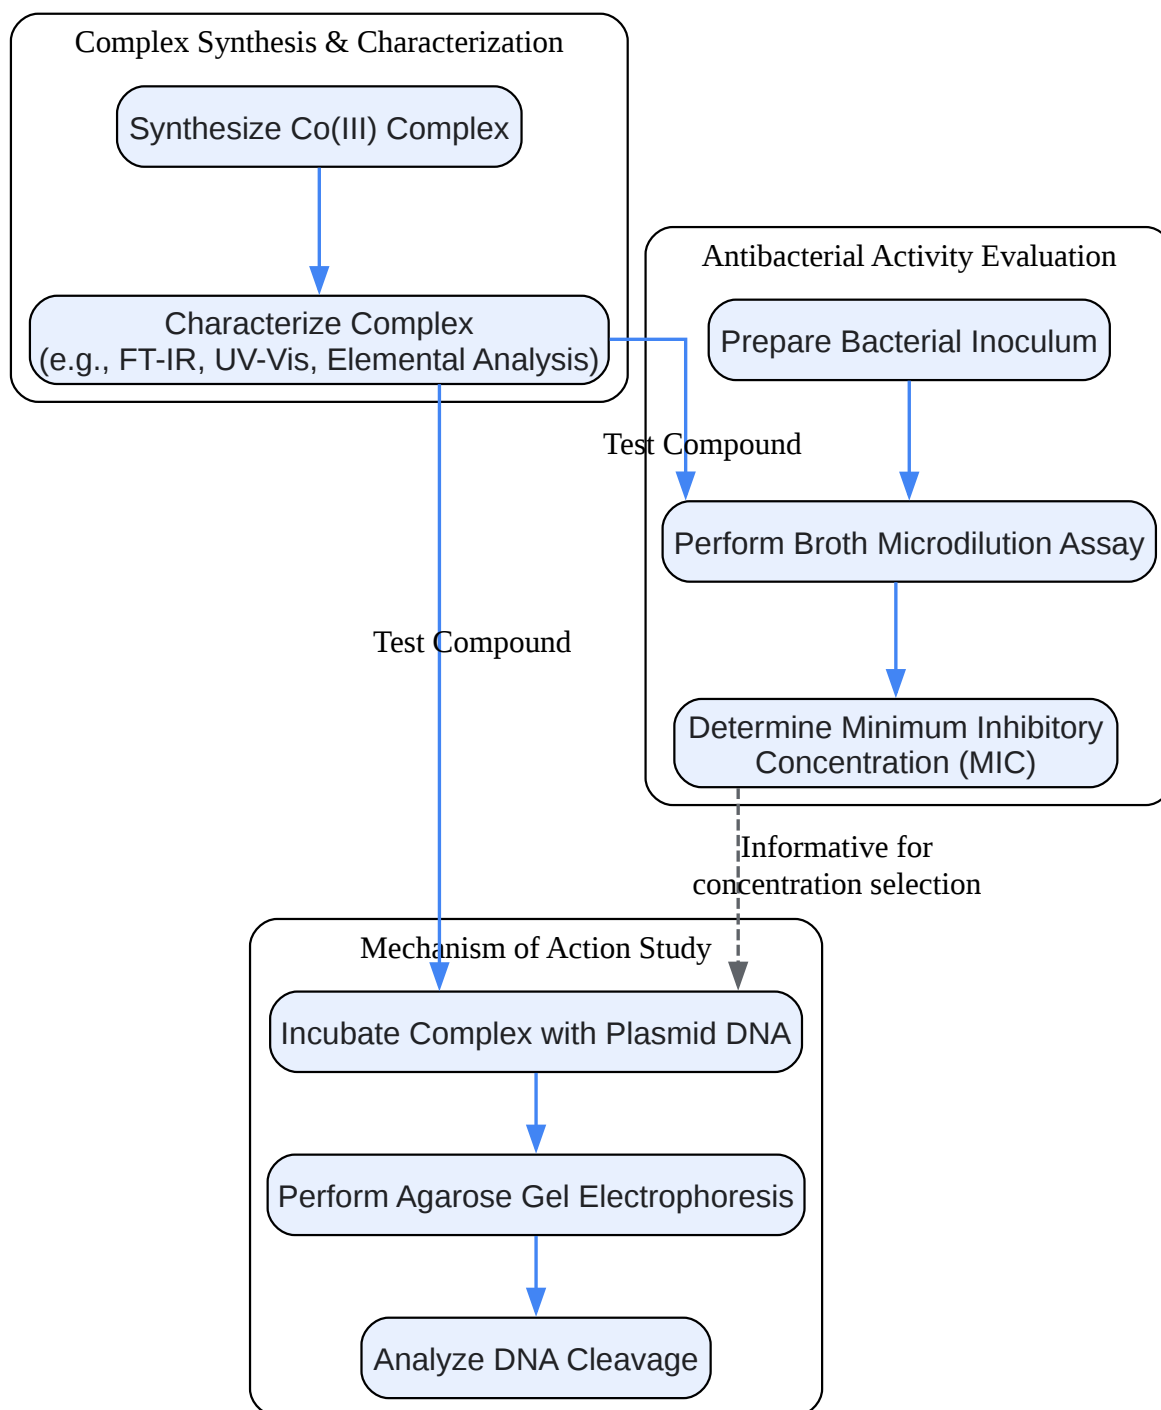 Complex Synthesis & Characterization
Synthesize Co(III) Complex
Characterize Complex
(e.g., FT-IR, UV-Vis, Elemental Analysis)
Antibacterial Activity Evaluation
Prepare Bacterial Inoculum
Test Compound
Perform Broth Microdilution Assay
Test Compound
Determine Minimum Inhibitory
Concentration (MIC)
Informative for
concentration selection
Mechanism of Action Study
Incubate Complex with Plasmid DNA
Perform Agarose Gel Electrophoresis
Analyze DNA Cleavage